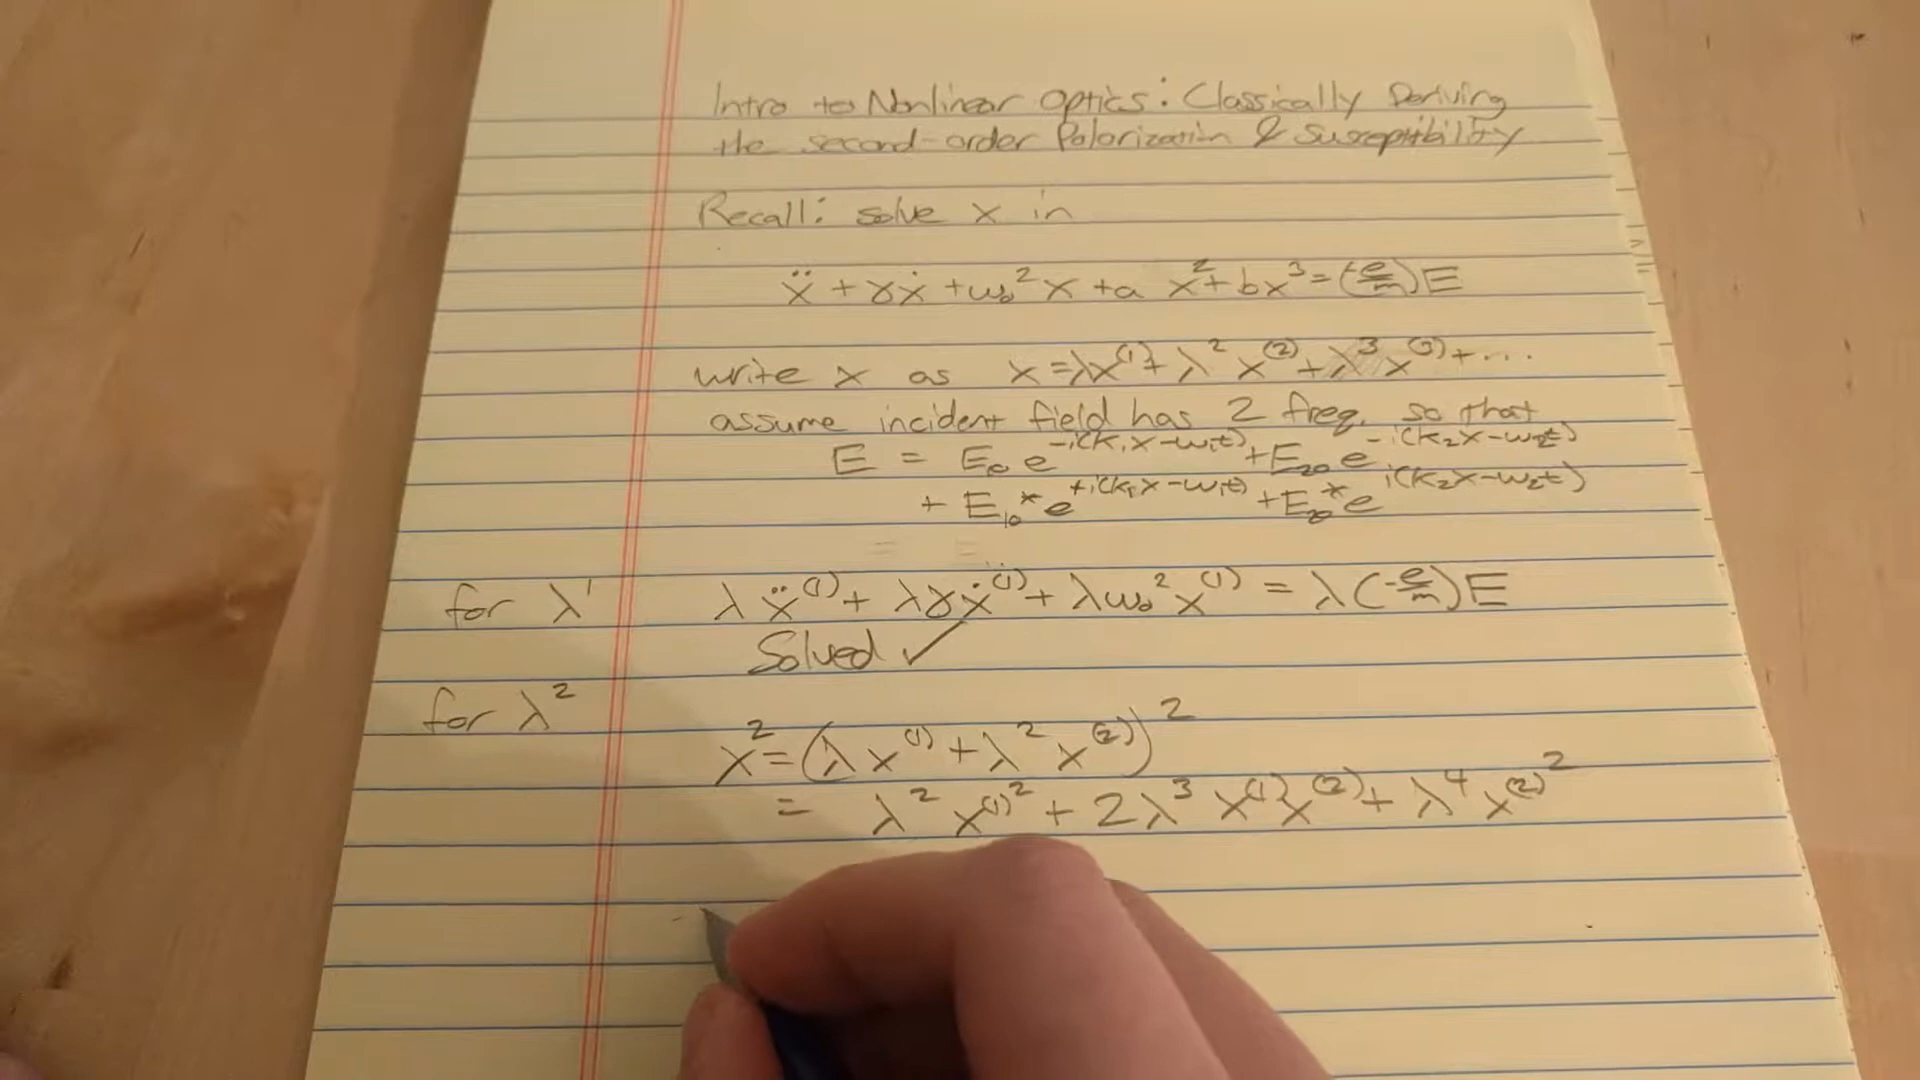 Intro to Nonlinear Optics: Classically Deriving
the second-order Polarization & Susceptibility
Recall: solve x in
ẍ + γẋ + ω₀²x + a x² + bx³ = (-e/m)E
write x as x = λx⁽¹⁾ + λ²x⁽²⁾ + λ³x⁽³⁾ + ...
assume incident field has 2 freq. so that
E = E₁₀ e^-i(k₁x-ω₁t) + E₂₀ e^-i(k₂x-ω₂t)
+ E₁₀* e^+i(k₁x-ω₁t) + E₂₀* e^i(k₂x-ω₂t)
for λ¹ λẍ⁽¹⁾ + λγẋ⁽¹⁾ + λω₀²x⁽¹⁾ = λ(-e/m)E
Solved ✓
for λ²
x² = (λx⁽¹⁾ + λ²x⁽²⁾)²
= λ²x⁽¹⁾² + 2λ³x⁽¹⁾x⁽²⁾ + λ⁴x⁽²⁾²